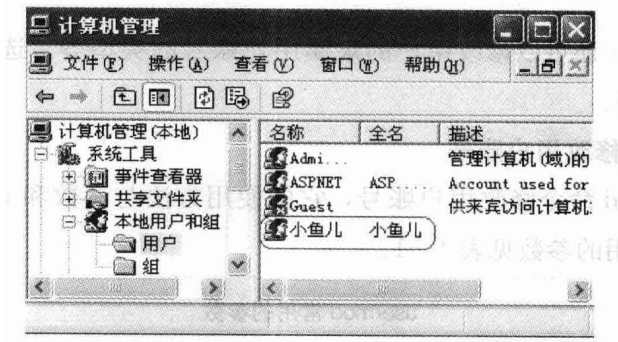 计算机管理
文件(F) 操作(A) 查看(V) 窗口(W) 帮助(H)
计算机管理(本地)
系统工具
事件查看器
共享文件夹
本地用户和组
用户
组
名称 全名 描述
Admi... 管理计算机(域)的
ASPNET ASP... Account used for
Guest 供来宾访问计算机
小鱼儿 小鱼儿